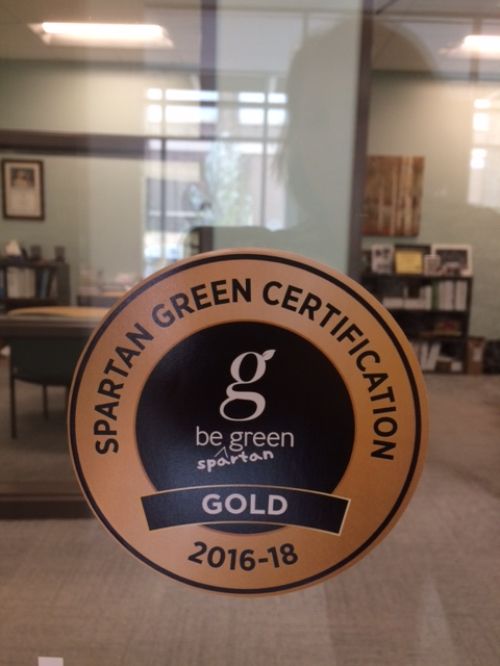 SPARTAN GREEN CERTIFICATION
g
be green
spartan
GOLD
2016-18